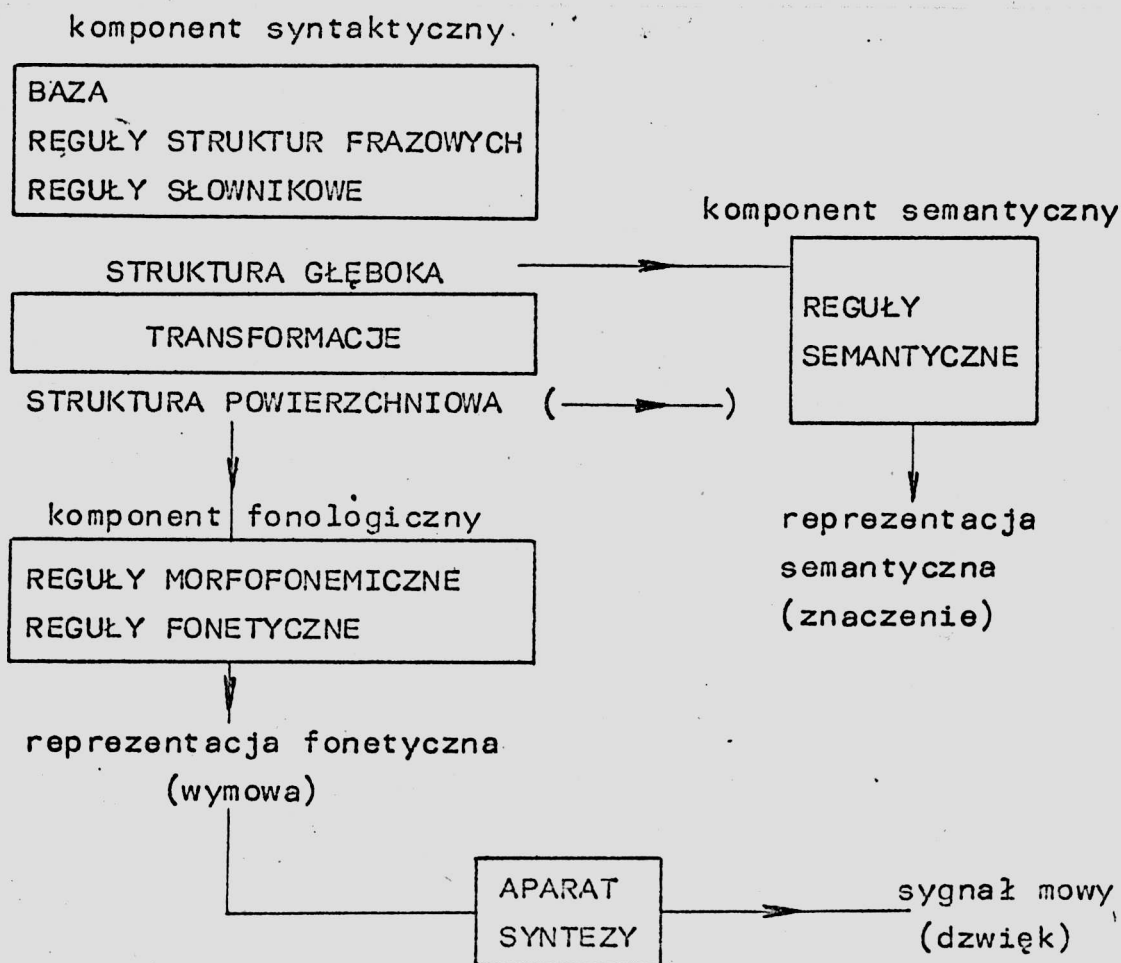 komponent syntaktyczny
BAZA
REGUŁY STRUKTUR FRAZOWYCH
REGUŁY SŁOWNIKOWE
komponent semantyczny
STRUKTURA GŁĘBOKA
REGUŁY
SEMANTYCZNE
TRANSFORMACJE
STRUKTURA POWIERZCHNIOWA ( )
komponent fonologiczny
REGUŁY MORFOFONEMICZNE
REGUŁY FONETYCZNE
reprezentacja
semantyczna
(znaczenie)
reprezentacja fonetyczna
(wymowa)
APARAT
SYNTEZY
sygnał mowy
(dzwięk)